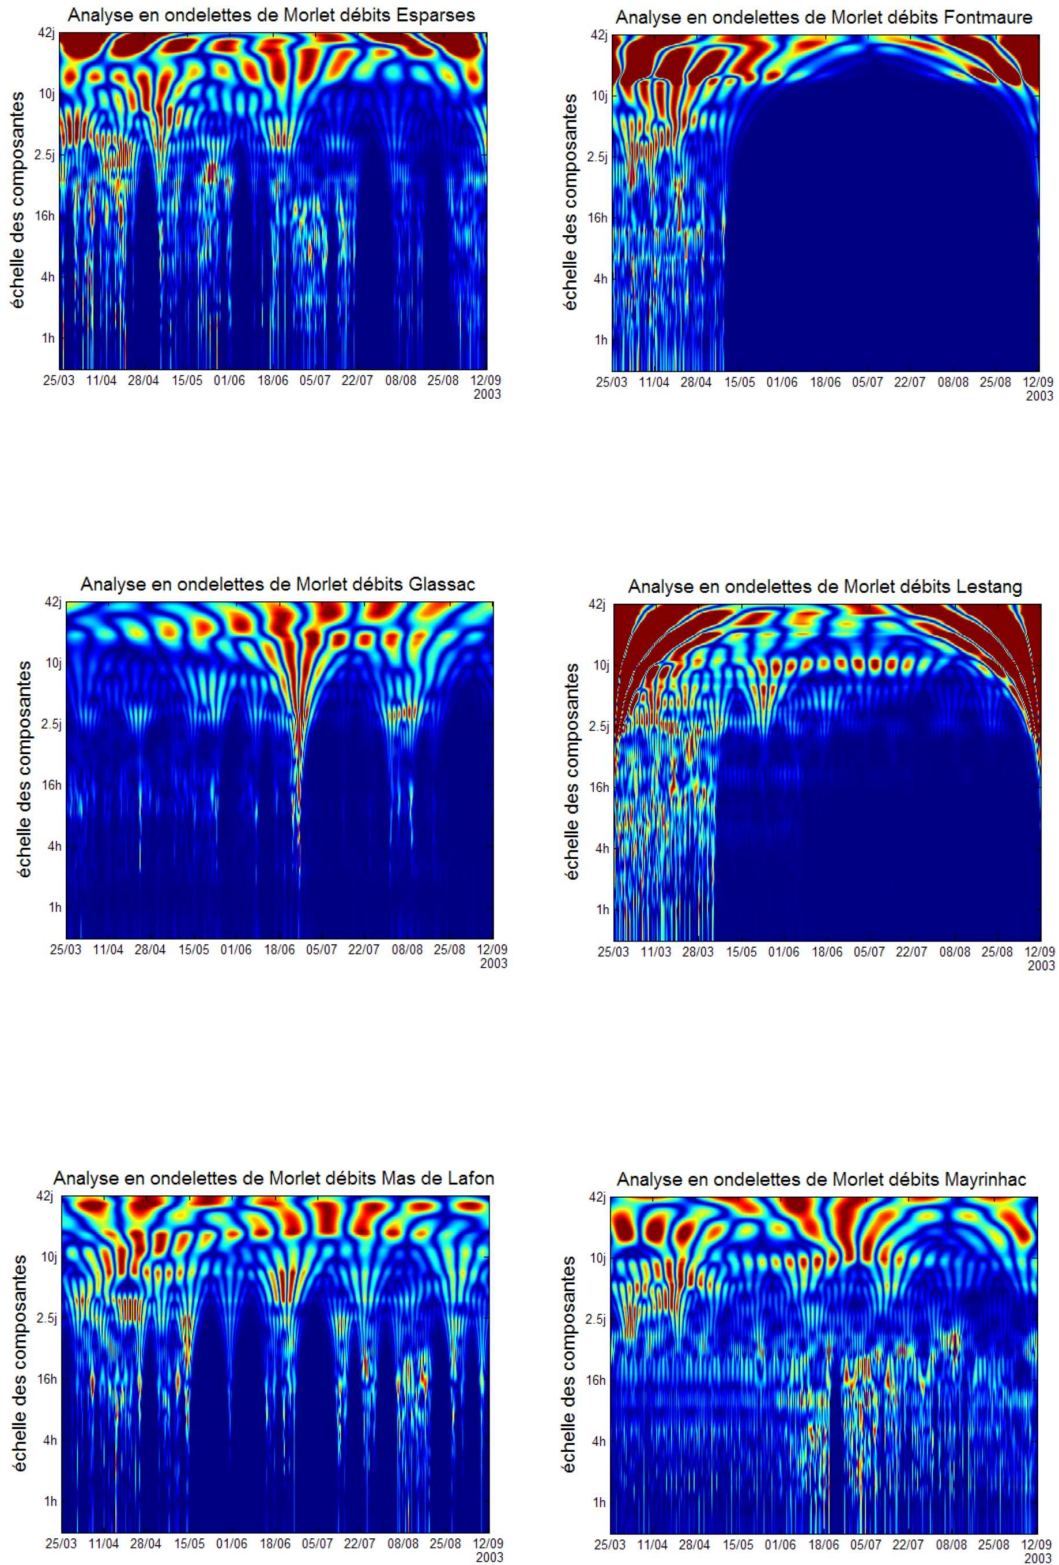 Analyse en ondelettes de Morlet débits Esparses
échelle des composantes
42j
10j
2.5j
16h
4h
1h
25/03 11/04 28/04 15/05 01/06 18/06 05/07 22/07 08/08 25/08 12/09
2003
Analyse en ondelettes de Morlet débits Fontmaure
échelle des composantes
42j
10j
2.5j
16h
4h
1h
25/03 11/04 28/04 15/05 01/06 18/06 05/07 22/07 08/08 25/08 12/09
2003
Analyse en ondelettes de Morlet débits Glassac
échelle des composantes
42j
10j
2.5j
16h
4h
1h
25/03 11/04 28/04 15/05 01/06 18/06 05/07 22/07 08/08 25/08 12/09
2003
Analyse en ondelettes de Morlet débits Lestang
échelle des composantes
42j
10j
2.5j
16h
4h
1h
25/03 11/03 28/03 15/05 01/06 18/06 05/07 22/07 08/08 25/08 12/09
2003
Analyse en ondelettes de Morlet débits Mas de Lafon
échelle des composantes
42j
10j
2.5j
16h
4h
1h
25/03 11/04 28/04 15/05 01/06 18/06 05/07 22/07 08/08 25/08 12/09
2003
Analyse en ondelettes de Morlet débits Mayrinhac
échelle des composantes
42j
10j
2.5j
16h
4h
1h
25/03 11/04 28/04 15/05 01/06 18/06 05/07 22/07 08/08 25/08 12/09
2003